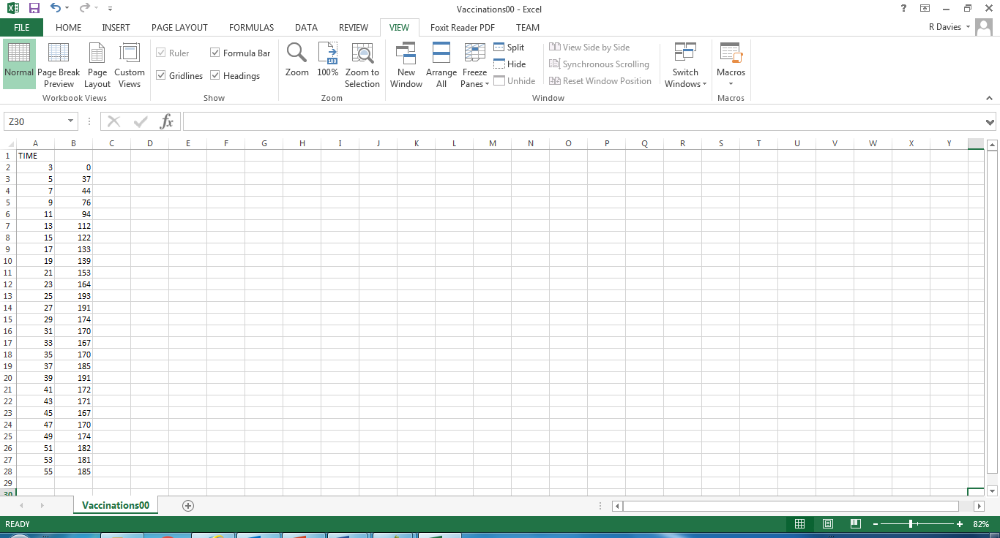 Vaccinations00 - Excel
?
FILE HOME INSERT PAGE LAYOUT FORMULAS DATA REVIEW VIEW Foxit Reader PDF TEAM R Davies
Normal Page Break Preview Page Layout Custom Views
Workbook Views
Ruler Formula Bar
Gridlines Headings
Show
Zoom 100% Zoom to Selection
100
Zoom
New Window Arrange All Freeze Panes
Split
Hide
Unhide
View Side by Side
Synchronous Scrolling
Reset Window Position
Switch Windows
Window
Macros
Macros
Z30 fx
A B C D E F G H I J K L M N O P Q R S T U V W X Y
1 TIME
2 3 0
3 5 37
4 7 44
5 9 76
6 11 94
7 13 112
8 15 122
9 17 133
10 19 139
11 21 153
12 23 164
13 25 193
14 27 191
15 29 174
16 31 170
17 33 167
18 35 170
19 37 185
20 39 191
21 41 172
22 43 171
23 45 167
24 47 170
25 49 174
26 51 182
27 53 181
28 55 185
29
30
Vaccinations00
READY 82%